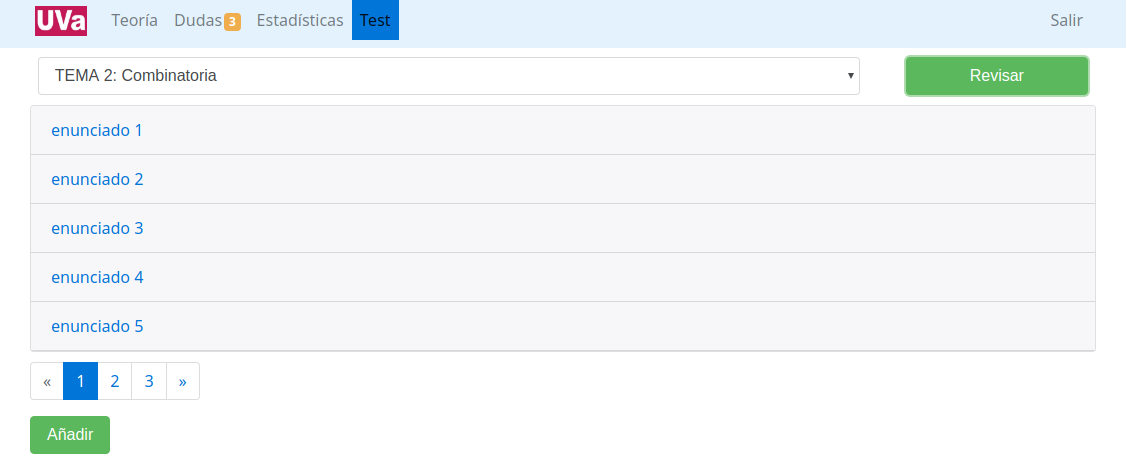 UVa Teoría Dudas 3 Estadísticas Test Salir
TEMA 2: Combinatoria Revisar
enunciado 1
enunciado 2
enunciado 3
enunciado 4
enunciado 5
« 1 2 3 »
Añadir